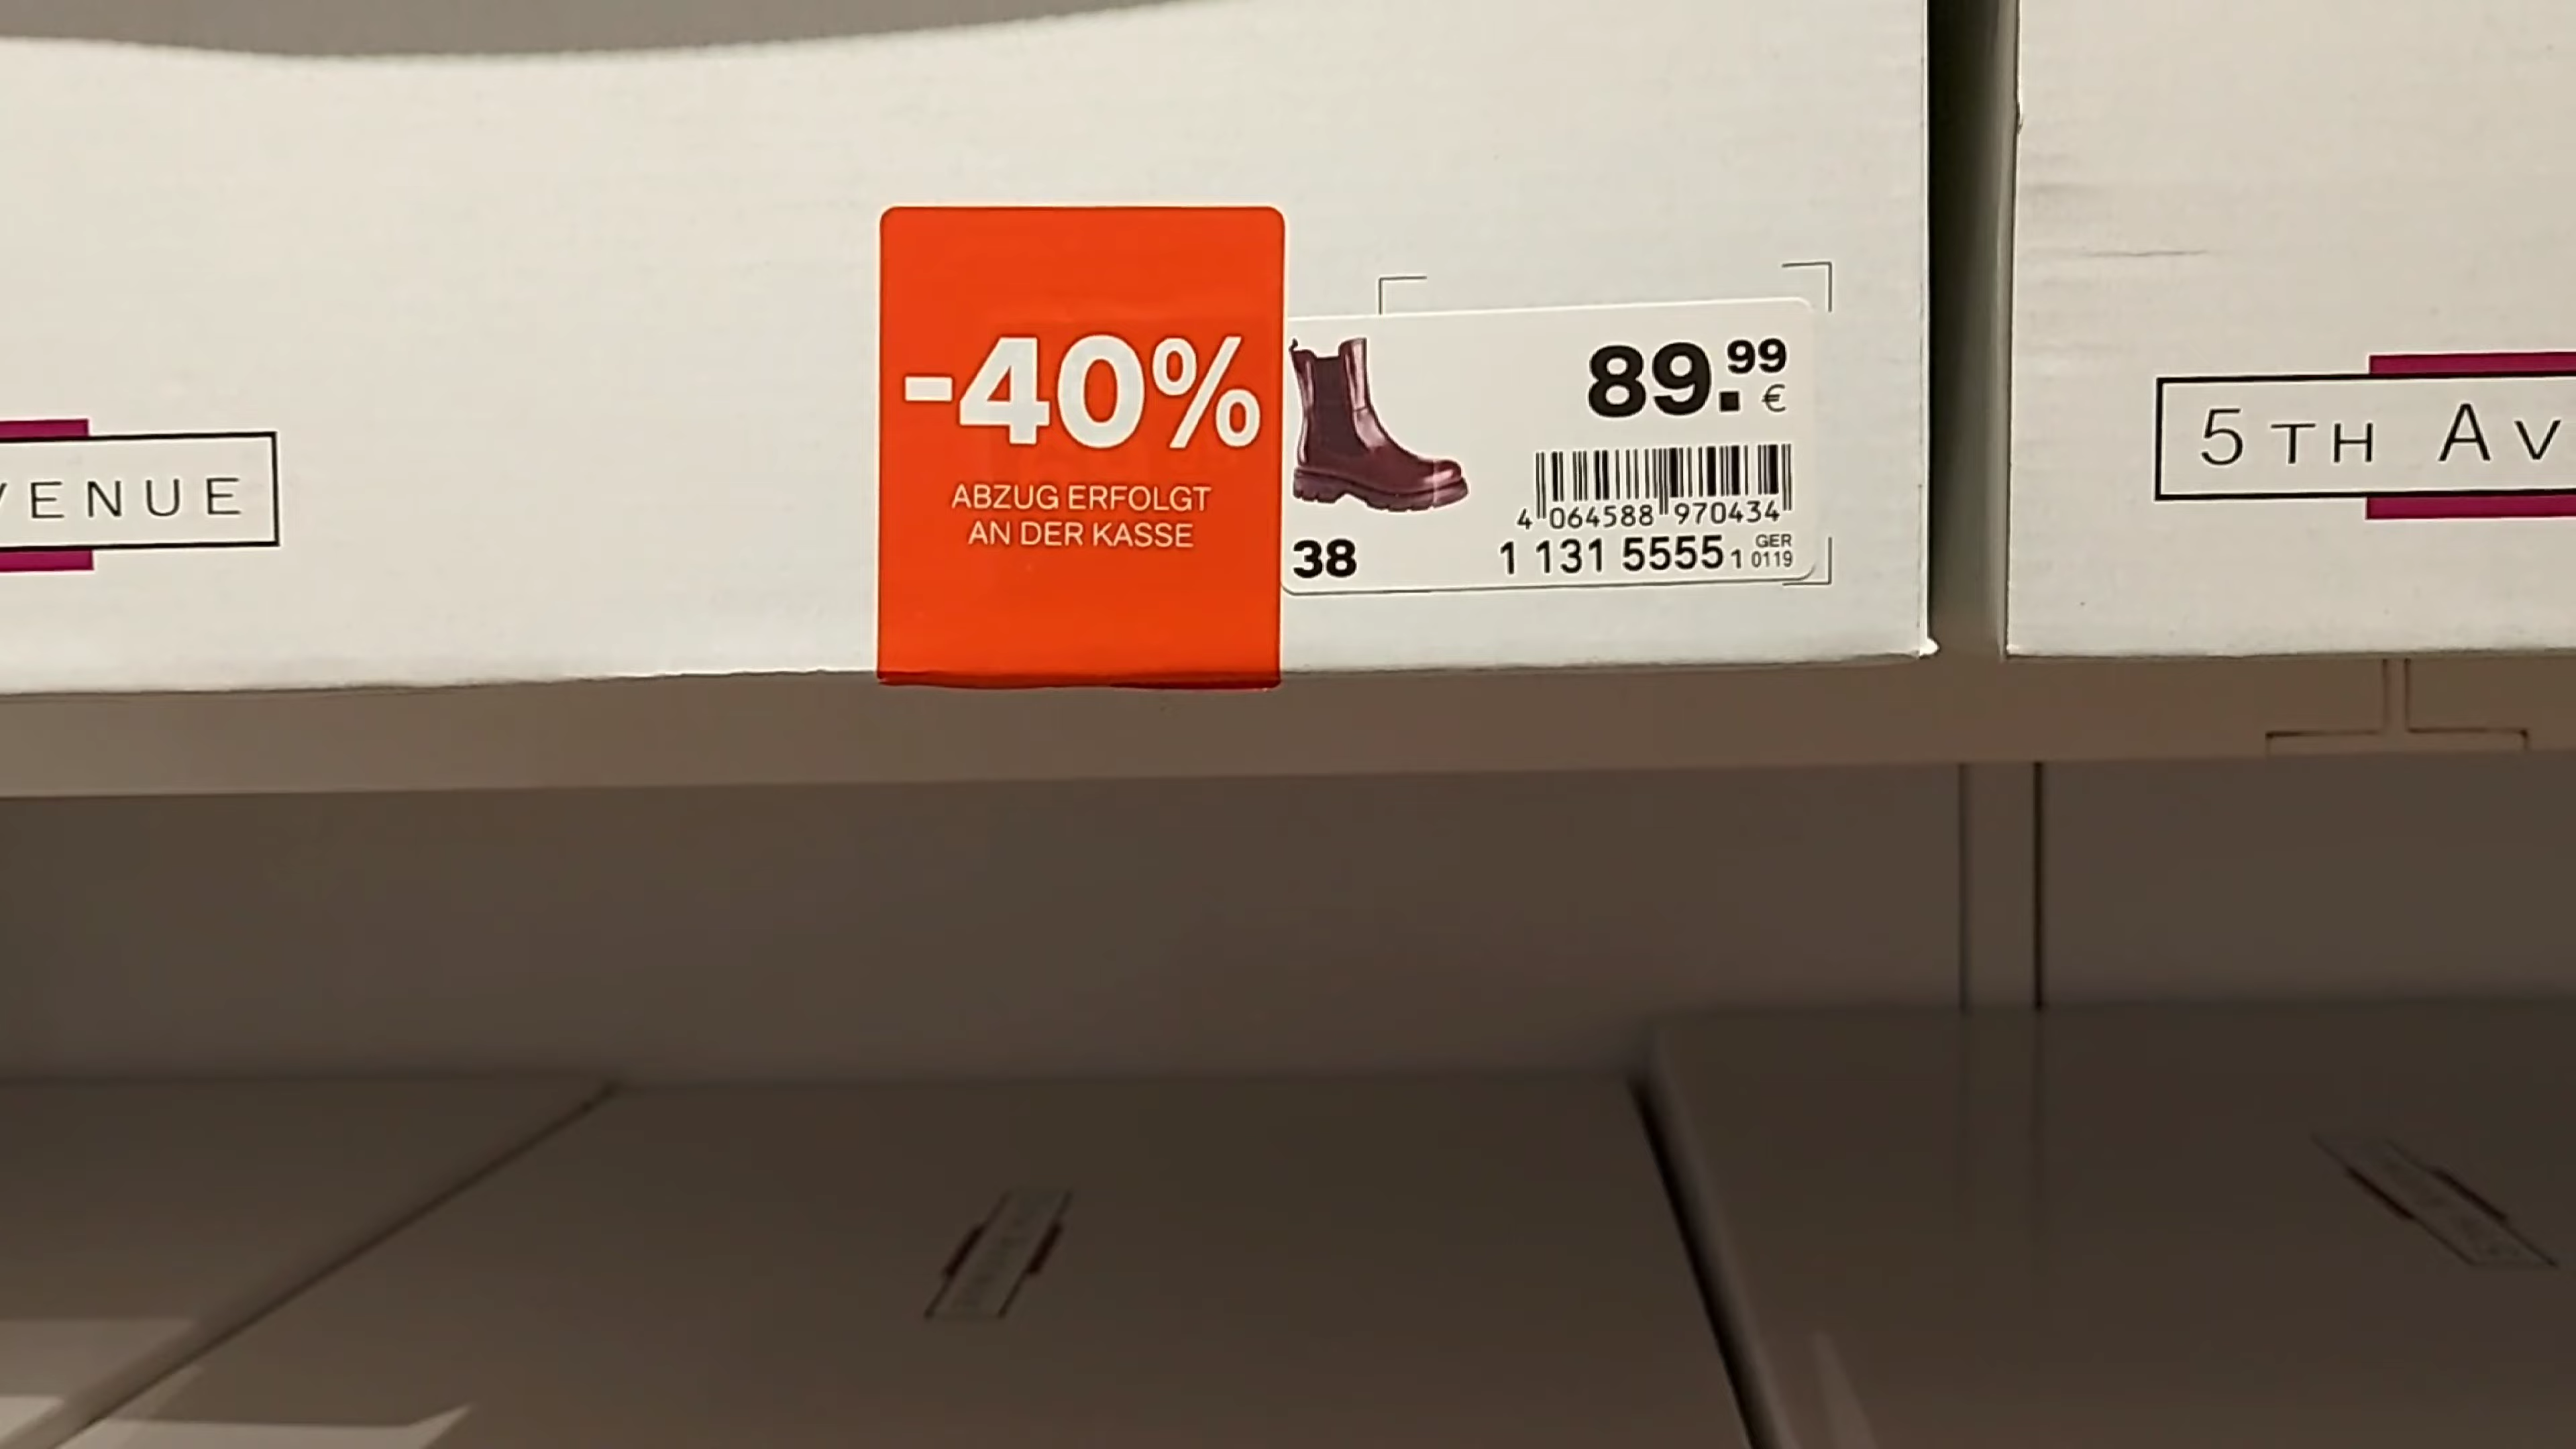 VENUE
-40%
ABZUG ERFOLGT
AN DER KASSE
89.99
€
4 064588 970434
38
1 131 5555 1 GER 0119
5TH AV